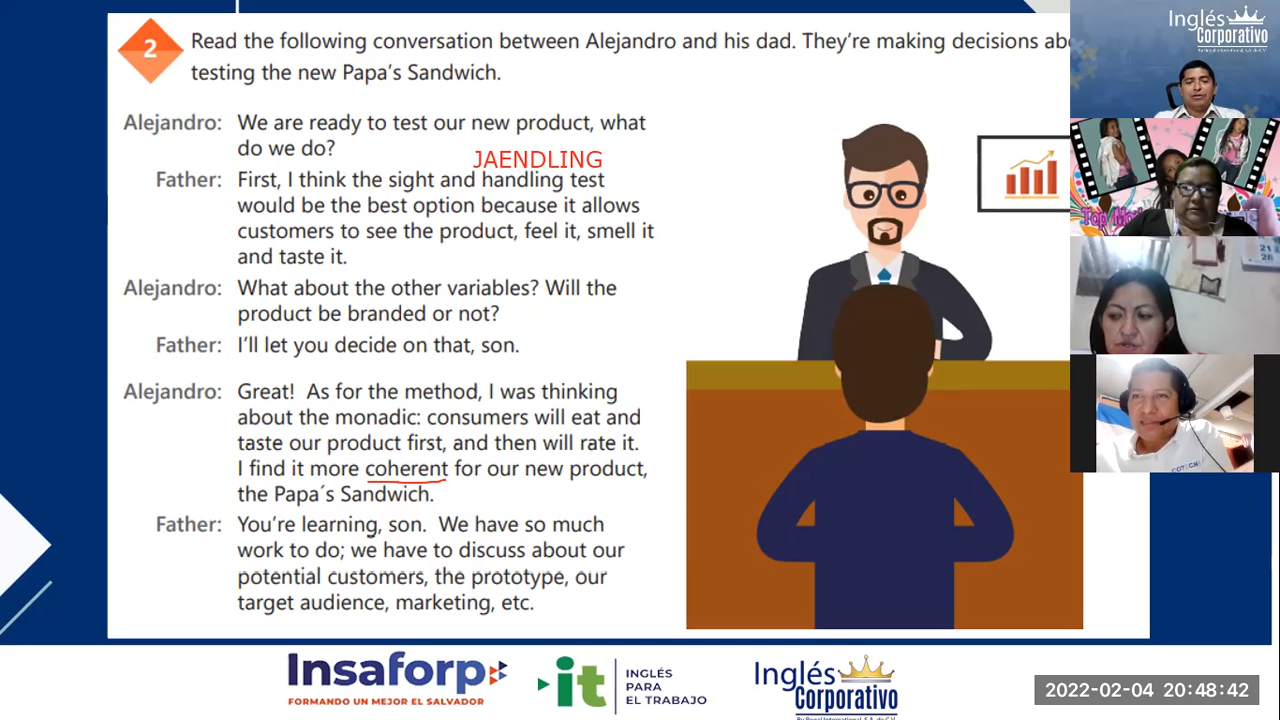 2
Read the following conversation between Alejandro and his dad. They're making decisions
testing the new Papa's Sandwich.
Alejandro: We are ready to test our new product, what
do we do?
JAENDLING
Father: First, I think the sight and handling test
would be the best option because it allows
customers to see the product, feel it, smell it
and taste it.
Alejandro: What about the other variables? Will the
product be branded or not?
Father: I'll let you decide on that, son.
Alejandro: Great! As for the method, I was thinking
about the monadic: consumers will eat and
taste our product first, and then will rate it.
I find it more coherent for our new product,
the Papa´s Sandwich.
Father: You're learning, son. We have so much
work to do; we have to discuss about our
potential customers, the prototype, our
target audience, marketing, etc.
Inglés
Corporativo
21
28
Insaforp
FORMANDO UN MEJOR EL SALVADOR
it
INGLÉS
PARA
EL TRABAJO
Inglés
Corporativo
By Regal International, S.A. de C.V.
2022-02-04 20:48:42